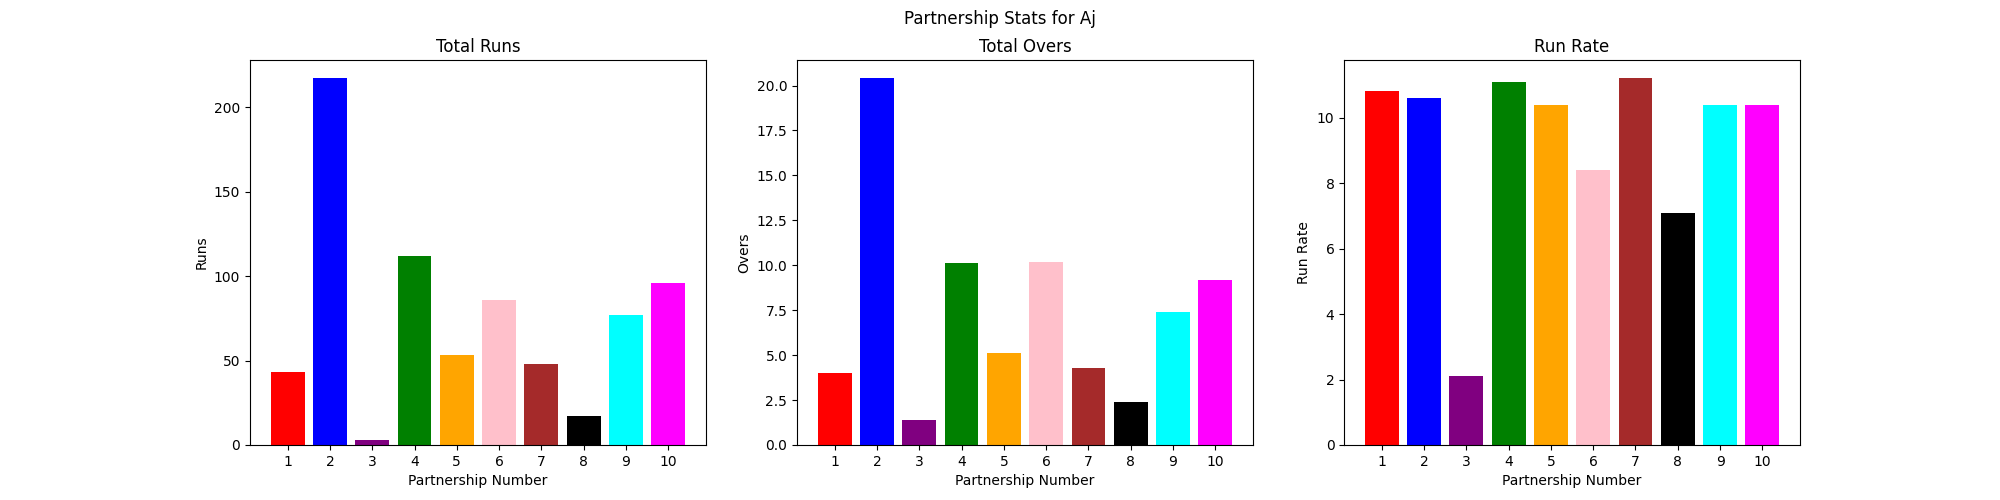 Partnership Stats for Aj
Total Runs
Runs
200
150
100
50
0
1 2 3 4 5 6 7 8 9 10
Partnership Number
Total Overs
Overs
20.0
17.5
15.0
12.5
10.0
7.5
5.0
2.5
0.0
1 2 3 4 5 6 7 8 9 10
Partnership Number
Run Rate
Run Rate
10
8
6
4
2
0
1 2 3 4 5 6 7 8 9 10
Partnership Number